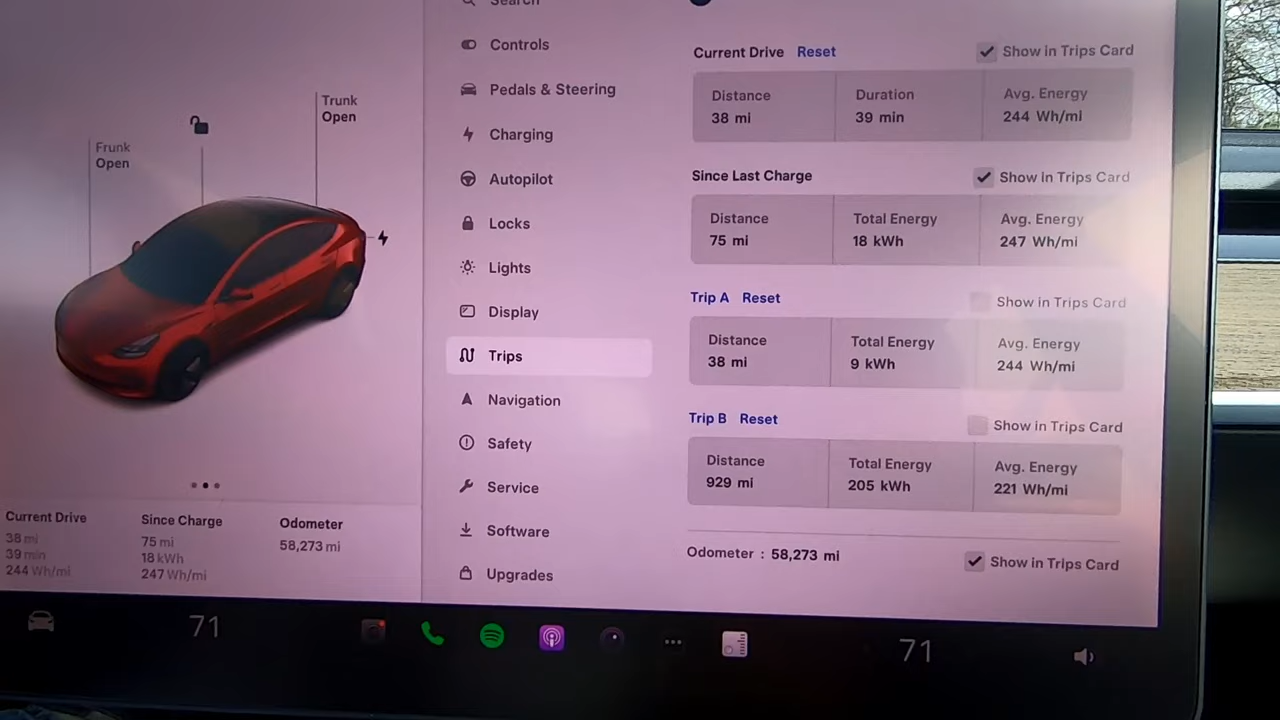 Search
Controls
Pedals & Steering
Charging
Autopilot
Locks
Lights
Display
Trips
Navigation
Safety
Service
Software
Upgrades
Trunk
Open
Frunk
Open
Current Drive
38 mi
39 min
244 Wh/mi
Since Charge
75 mi
18 kWh
247 Wh/mi
Odometer
58,273 mi
Current Drive Reset Show in Trips Card
Distance Duration Avg. Energy
38 mi 39 min 244 Wh/mi
Since Last Charge Show in Trips Card
Distance Total Energy Avg. Energy
75 mi 18 kWh 247 Wh/mi
Trip A Reset Show in Trips Card
Distance Total Energy Avg. Energy
38 mi 9 kWh 244 Wh/mi
Trip B Reset Show in Trips Card
Distance Total Energy Avg. Energy
929 mi 205 kWh 221 Wh/mi
Odometer : 58,273 mi Show in Trips Card
71 71